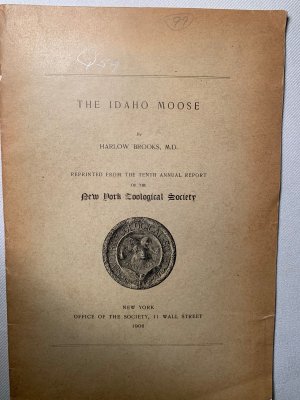 THE IDAHO MOOSE
By
HARLOW BROOKS, M.D.
REPRINTED FROM THE TENTH ANNUAL REPORT
OF THE
New York Zoological Society
NEW YORK
OFFICE OF THE SOCIETY, 11 WALL STREET
1906